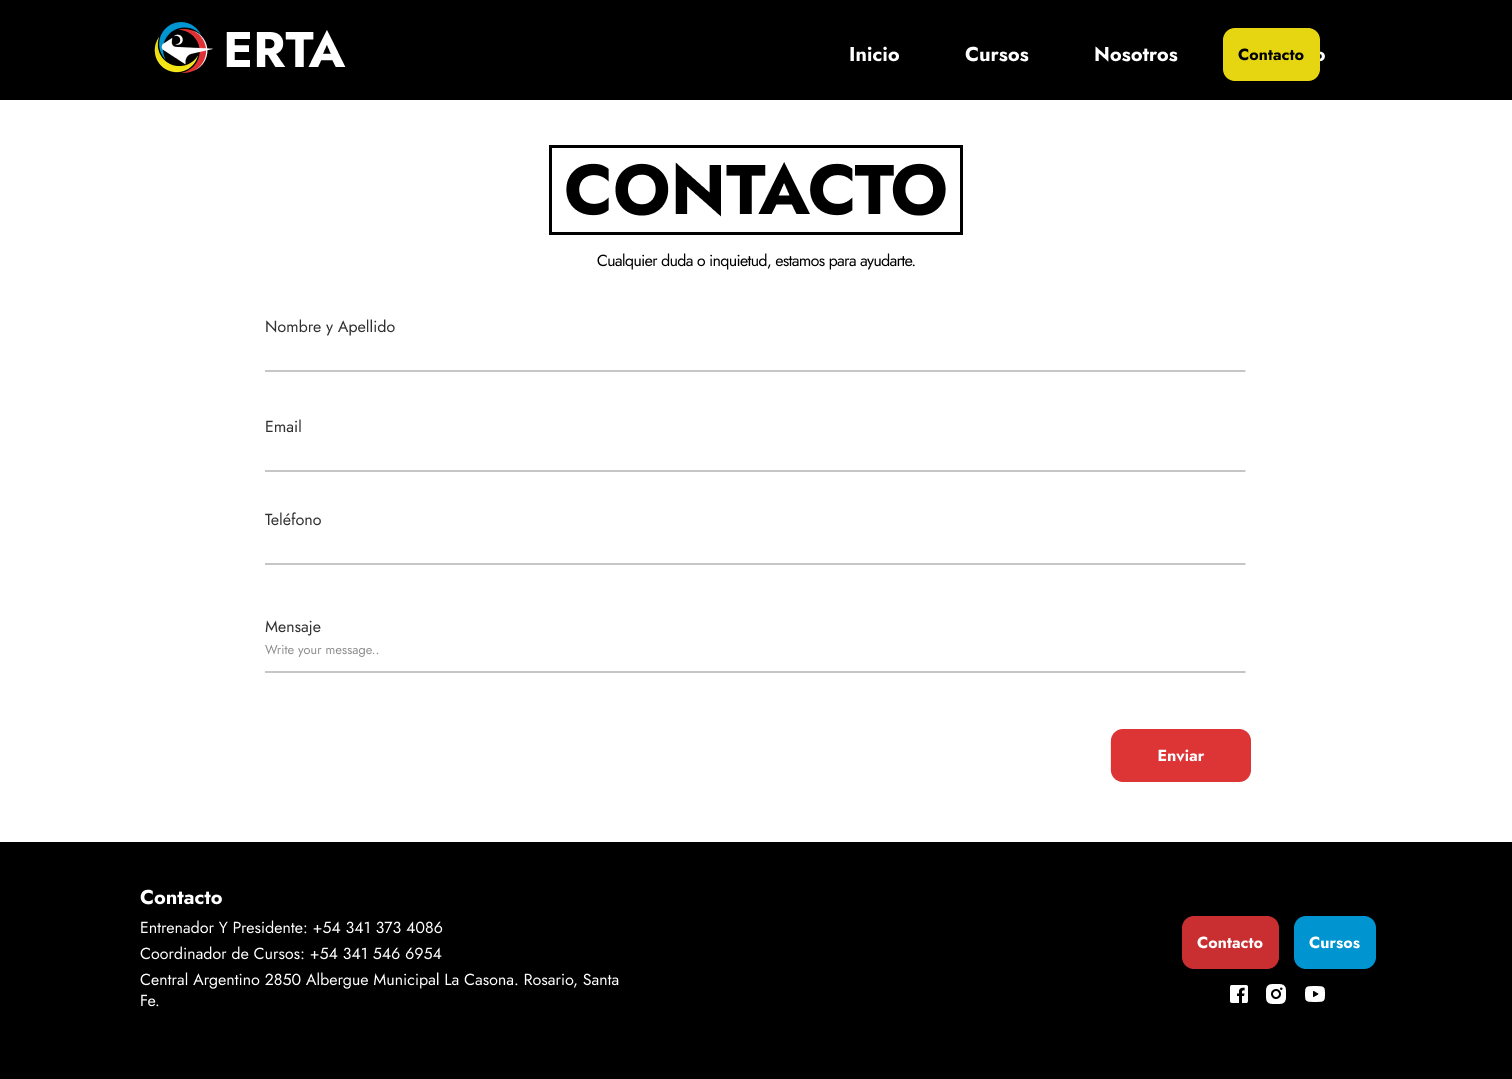 ERTA
Inicio
Cursos
Nosotros
Contacto
CONTACTO
Cualquier duda o inquietud, estamos para ayudarte.
Nombre y Apellido
Email
Teléfono
Mensaje
Write your message..
Enviar
Contacto
Entrenador Y Presidente: +54 341 373 4086
Coordinador de Cursos: +54 341 546 6954
Central Argentino 2850 Albergue Municipal La Casona. Rosario, Santa
Fe.
Contacto
Cursos